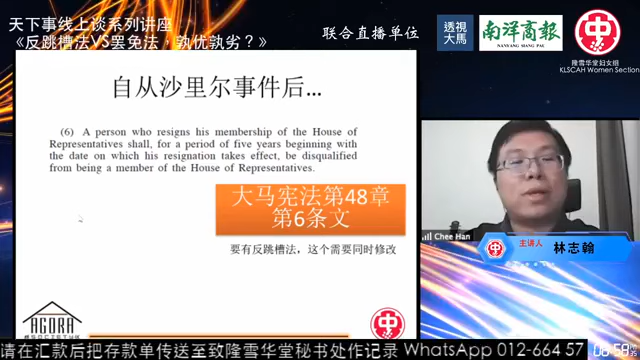 天下事线上谈系列讲座
《反跳槽法VS罢免法，孰优孰劣？》
联合直播单位
透視
大馬
南洋商報
NANYANG SIANG PAU
隆雪华堂妇女组
KLSCAH Women Section
自从沙里尔事件后...
(6) A person who resigns his membership of the House of
Representatives shall, for a period of five years beginning with
the date on which his resignation takes effect, be disqualified
from being a member of the House of Representatives.
大马宪法第48章
第6条文
要有反跳槽法，这个需要同时修改
Chee Han
主讲人
林志翰
AGORA
请在汇款后把存款单传送至致隆雪华堂秘书处作记录 WhatsApp 012-664 57